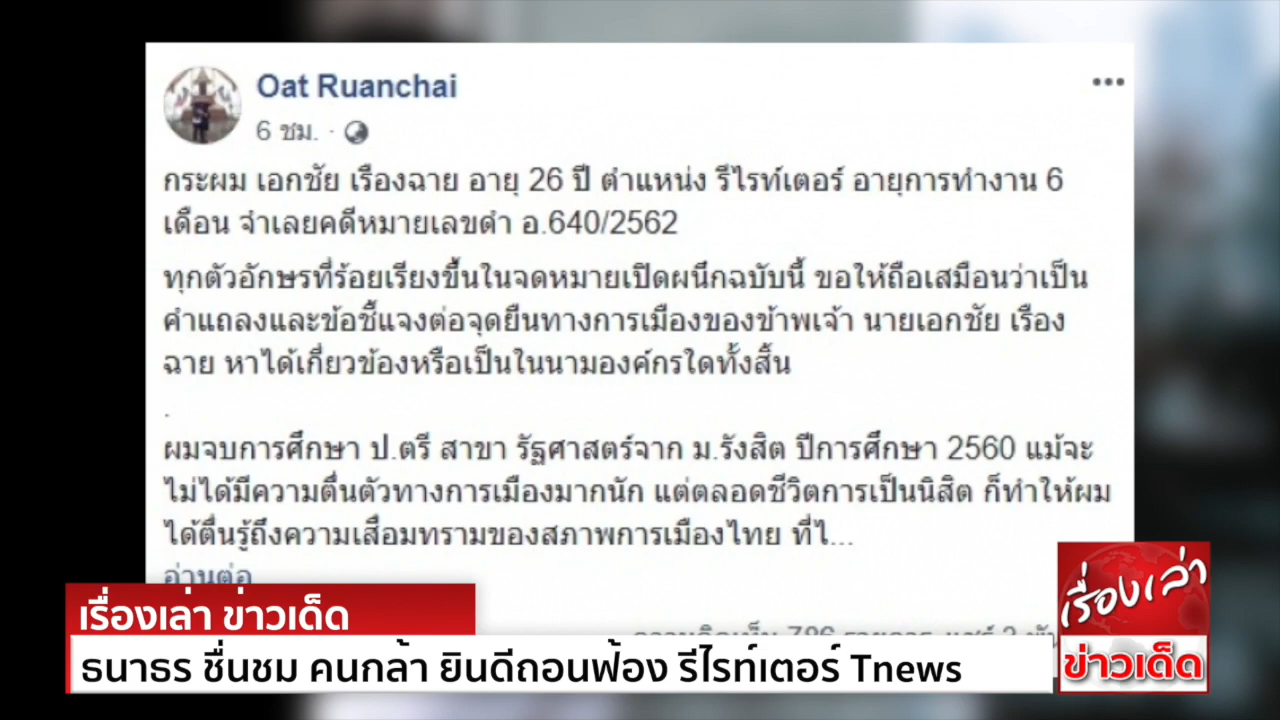 Oat Ruanchai
6 ชม.
กระผม เอกชัย เรืองฉาย อายุ 26 ปี ตำแหน่ง รีไรท์เตอร์ อายุการทำงาน 6
เดือน จำเลยคดีหมายเลขดำ อ.640/2562
ทุกตัวอักษรที่ร้อยเรียงขึ้นในจดหมายเปิดผนึกฉบับนี้ ขอให้ถือเสมือนว่าเป็น
คำแถลงและข้อชี้แจงต่อจุดยืนทางการเมืองของข้าพเจ้า นายเอกชัย เรือง
ฉาย หาได้เกี่ยวข้องหรือเป็นในนามองค์กรใดทั้งสิ้น
.
ผมจบการศึกษา ป.ตรี สาขา รัฐศาสตร์จาก ม.รังสิต ปีการศึกษา 2560 แม้จะ
ไม่ได้มีความตื่นตัวทางการเมืองมากนัก แต่ตลอดชีวิตการเป็นนิสิต ก็ทำให้ผม
ได้ตื่นรู้ถึงความเสื่อมทรามของสภาพการเมืองไทย ที่ไ...
อ่านต่อ
เรื่องเล่า ข่าวเด็ด
ธนาธร ชื่นชม คนกล้า ยินดีถอนฟ้อง รีไรท์เตอร์ Tnews
เรื่องเล่า
ข่าวเด็ด